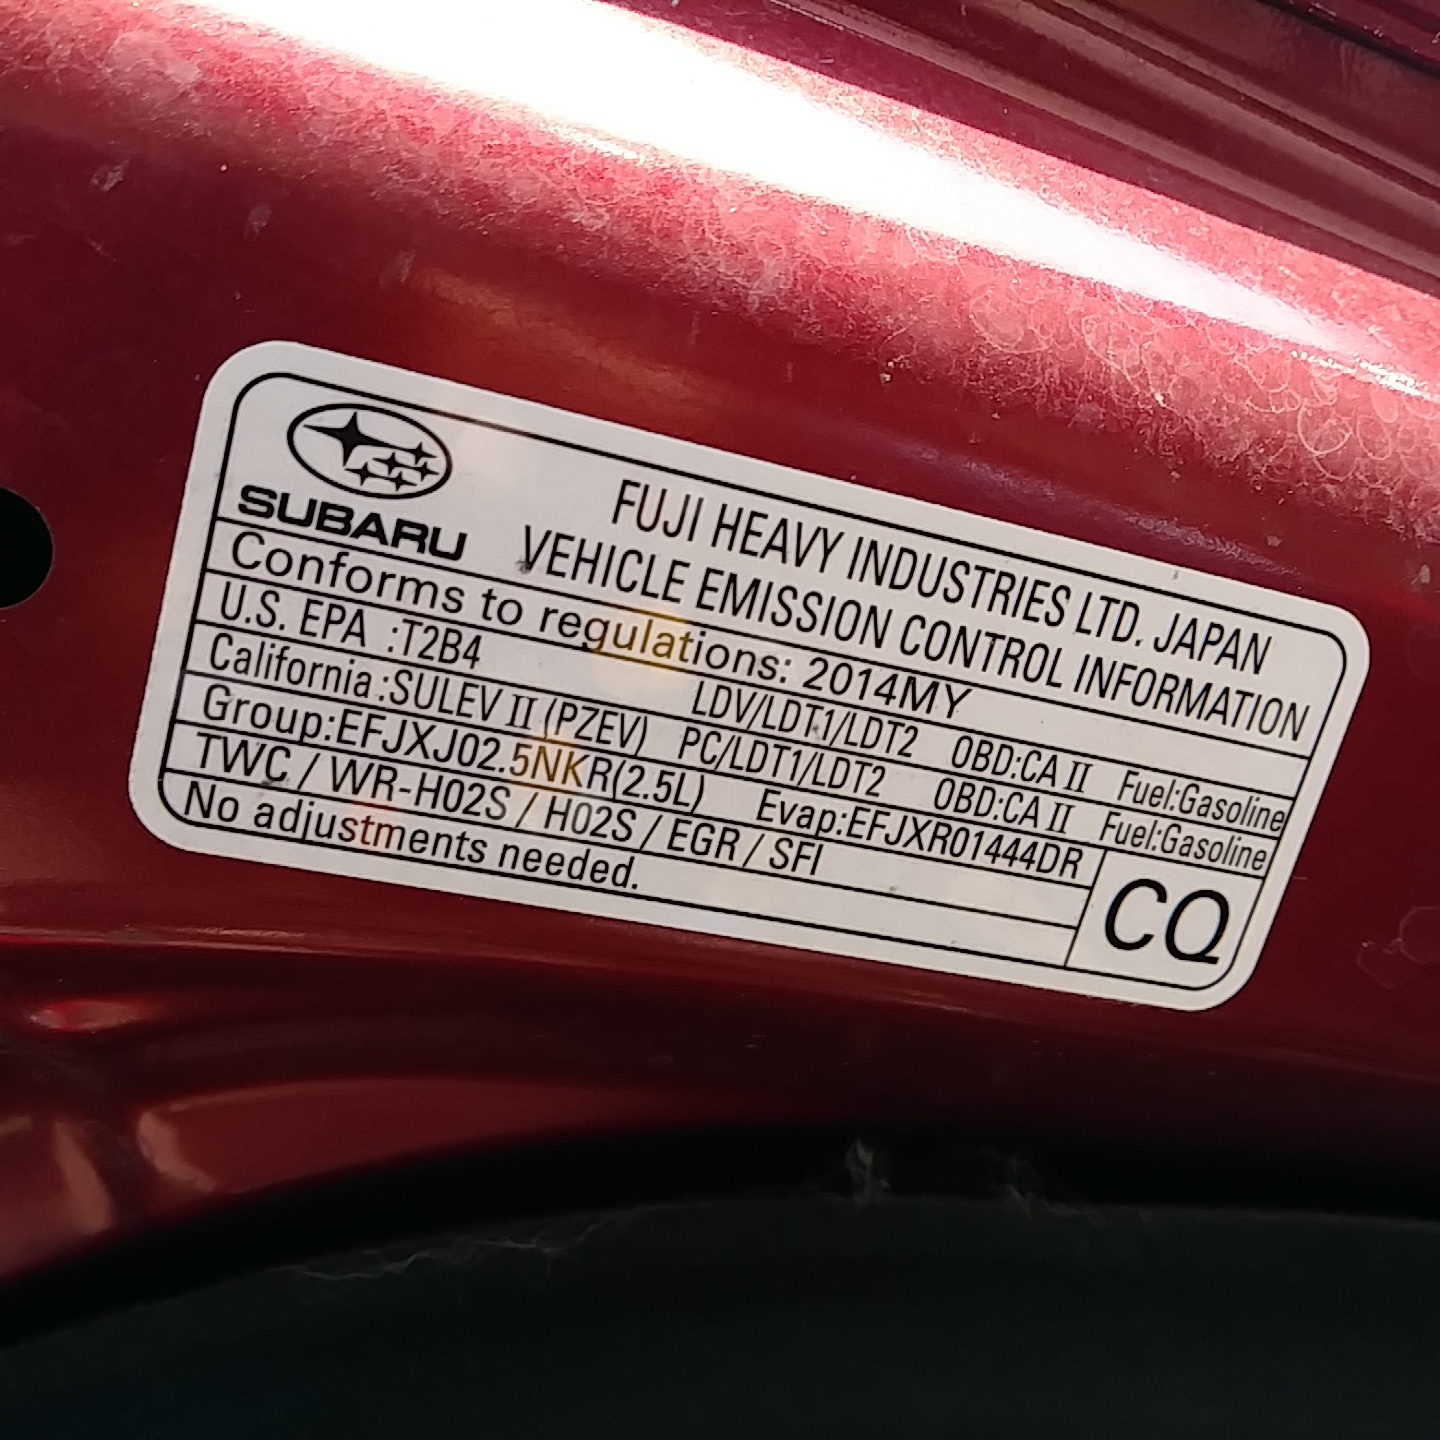 SUBARU
FUJI HEAVY INDUSTRIES LTD. JAPAN
VEHICLE EMISSION CONTROL INFORMATION
Conforms to regulations: 2014MY
U.S. EPA :T2B4 LDV/LDT1/LDT2 OBD:CA II Fuel:Gasoline
California:SULEV II (PZEV) PC/LDT1/LDT2 OBD:CA II Fuel:Gasoline
Group:EFJXJ02.5NKR(2.5L) Evap:EFJXR01444DR
TWC / WR-HO2S / HO2S / EGR / SFI
No adjustments needed.
CQ